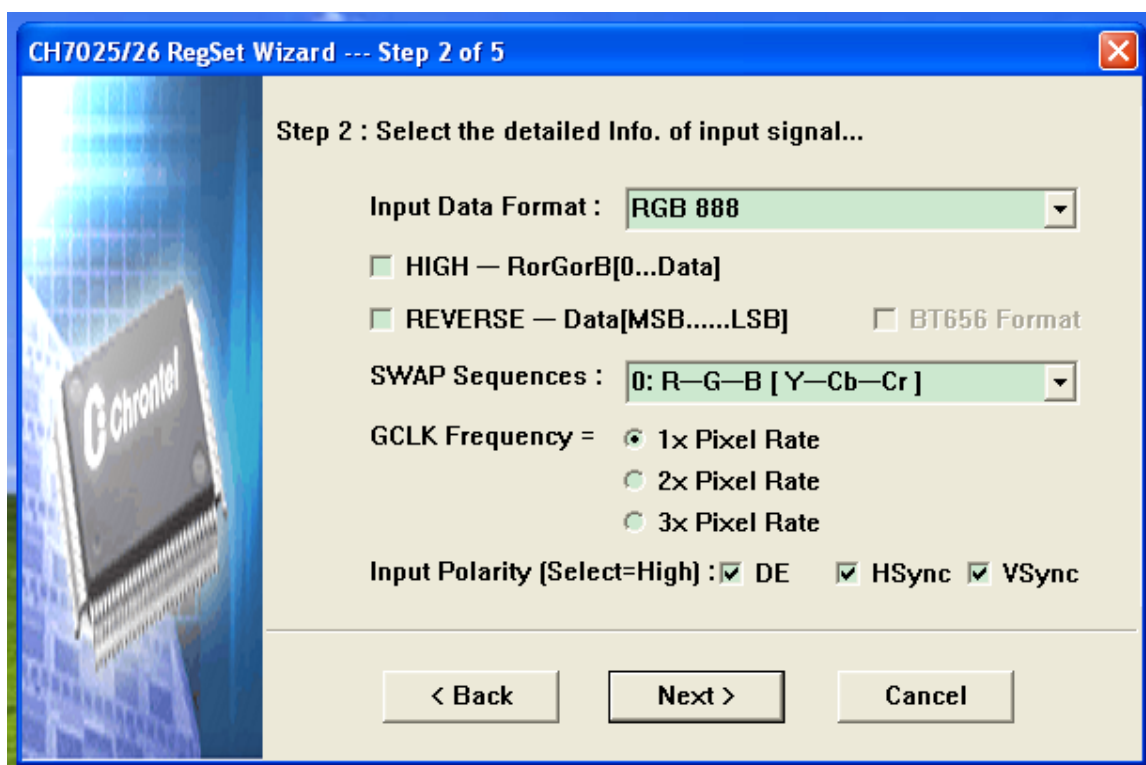 CH7025/26 RegSet Wizard --- Step 2 of 5
Step 2 : Select the detailed Info. of input signal...
Input Data Format : RGB 888
HIGH — RorGorB[0...Data]
REVERSE — Data[MSB......LSB] BT656 Format
SWAP Sequences : 0: R—G—B [ Y—Cb—Cr ]
GCLK Frequency = 1x Pixel Rate
2x Pixel Rate
3x Pixel Rate
Input Polarity (Select=High) : DE HSync VSync
Chrontel
< Back Next > Cancel